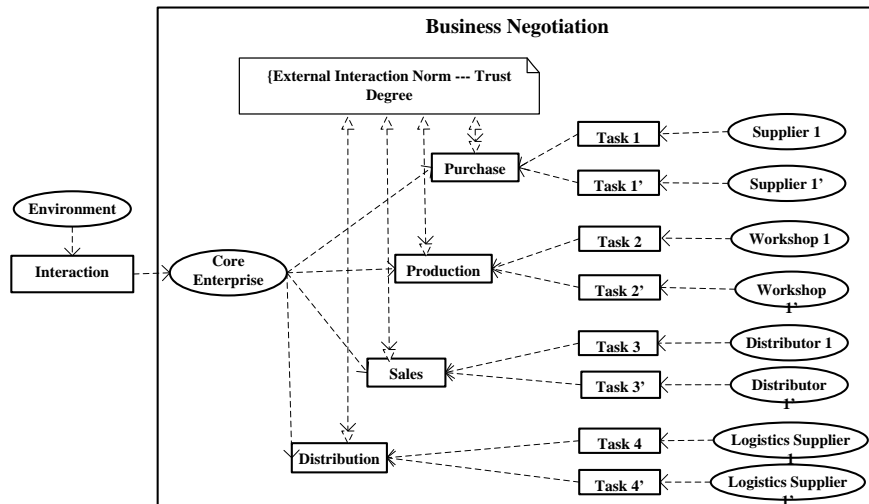 Business Negotiation
{External Interaction Norm --- Trust
Degree
Task 1
Supplier 1
Purchase
Task 1’
Supplier 1’
Environment
Task 2
Workshop 1
Interaction
Core
Enterprise
Production
Task 2’
Workshop
1’
Task 3
Distributor 1
Sales
Task 3’
Distributor
1’
Task 4
Logistics Supplier
1
Distribution
Task 4’
Logistics Supplier
1’